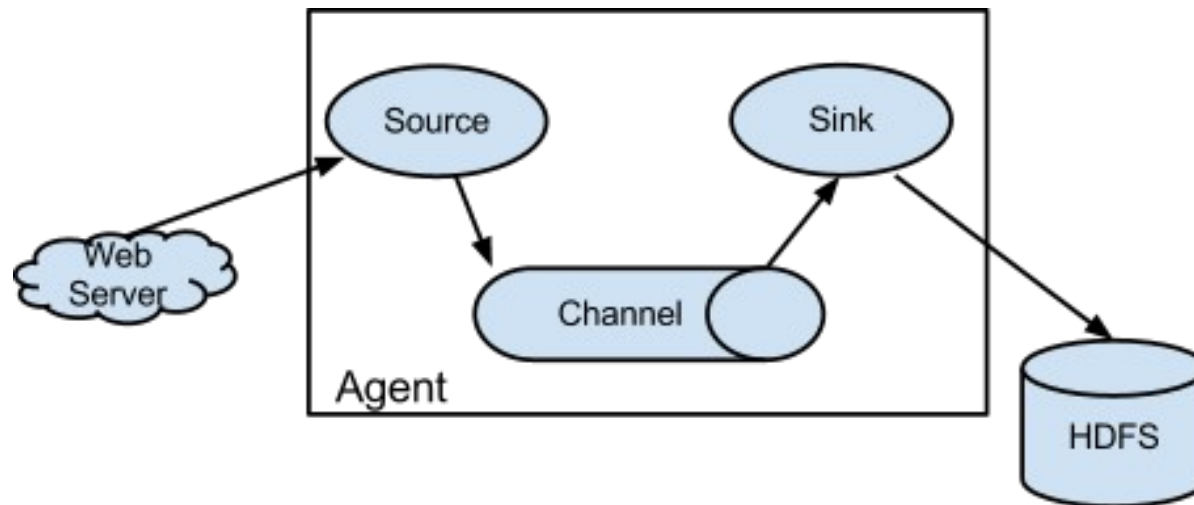 Source
Sink
Web
Server
Channel
Agent
HDFS